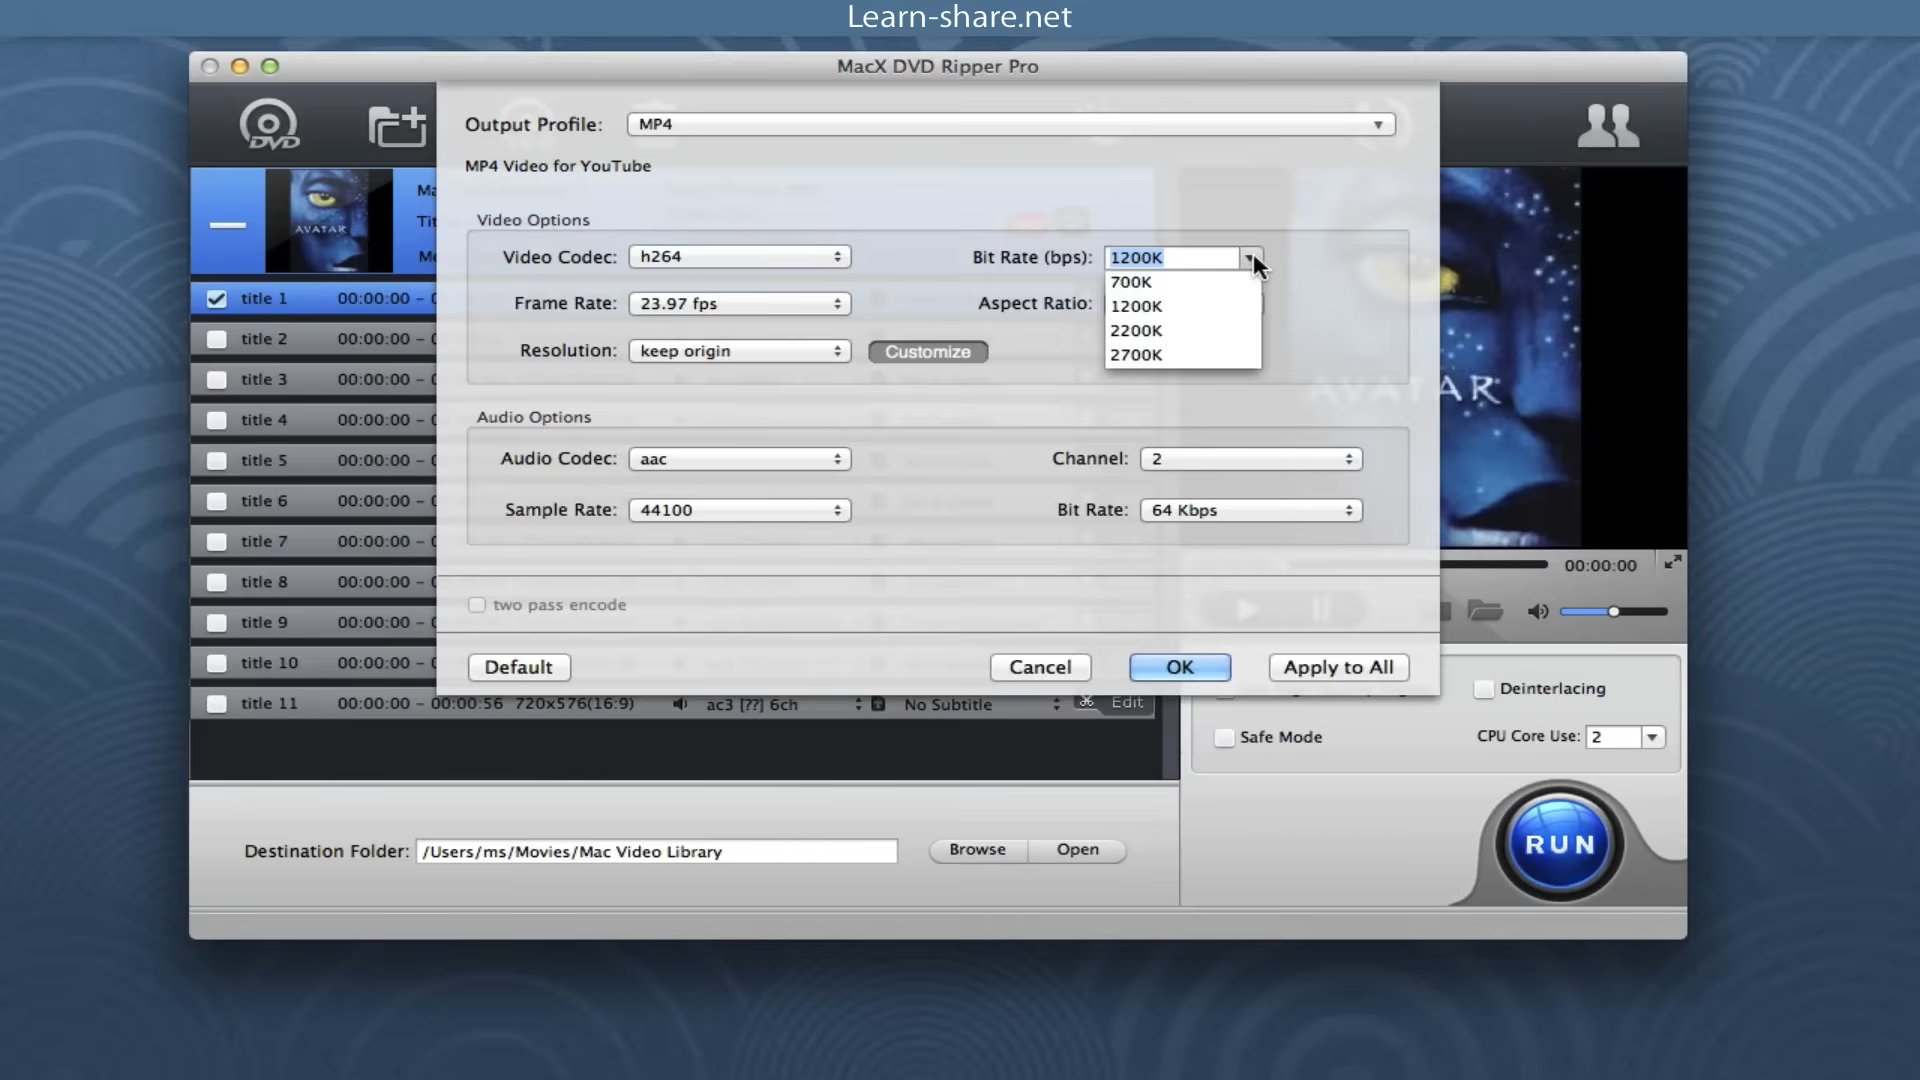 Learn-share.net
MacX DVD Ripper Pro
DVD
Output Profile: MP4
MP4 Video for YouTube
Video Options
Video Codec: h264 Bit Rate (bps): 1200K
700K
Frame Rate: 23.97 fps Aspect Ratio: 1200K
2200K
Resolution: keep origin Customize 2700K
Audio Options
Audio Codec: aac Channel: 2
Sample Rate: 44100 Bit Rate: 64 Kbps
two pass encode
Default Cancel OK Apply to All
AVATAR
AVATAR
title 1 00:00:00 –
title 2 00:00:00 –
title 3 00:00:00 –
title 4 00:00:00 –
title 5 00:00:00 –
title 6 00:00:00 –
title 7 00:00:00 –
title 8 00:00:00 –
title 9 00:00:00 –
title 10 00:00:00 –
title 11 00:00:00 – 00:00:56 720x576(16:9) ac3 [??] 6ch No Subtitle Edit
00:00:00
Deinterlacing
Safe Mode CPU Core Use: 2
RUN
Destination Folder: /Users/ms/Movies/Mac Video Library Browse Open